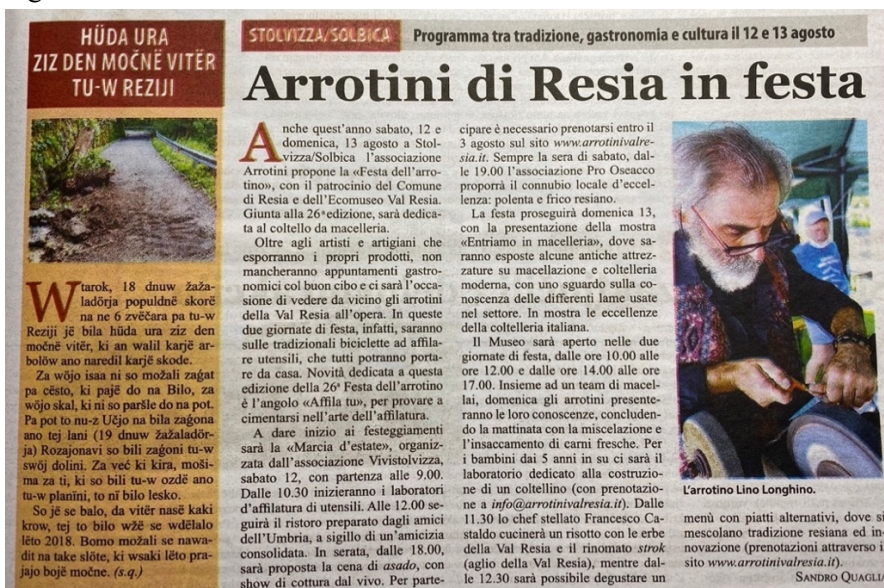 HÜDA URA
ZIZ DEN MOČNË VITËR
TU-W REZIJI
Wtarok, 18 dnuw žaža-
ladörja populdnë skorë
na ne 6 zvëčara pa tu-w
Reziji jë bila hüda ura ziz den
močnë vitër, ki an walil karjë ar-
bolöw ano naredil karjë skode.
Za wöjo isaa ni so možali zaǵat
pa cësto, ki pajë do na Bilo, za
wöjo skal, ki ni so paršle do na pot.
Pa pot to nu-z Učjo na bila zaǵona
ano tej lani (19 dnuw žažaladör-
ja) Rozajonavi so bili zaǵoni tu-w
swöj dolini. Za već ki kira, moši-
ma za ti, ki so bili tu-w ozdë ano
tu-w planïni, to nï bilo lesko.
So jë se balo, da vitër nasë kaki
krow, tej to bilo wžë se wdëlalo
lëto 2018. Bomo možali se nawa-
dit na take slöte, ki wsaki lëto pra-
jajo bojë močne. (s.q.)
STOLVIZZA/SOLBICA
Programma tra tradizione, gastronomia e cultura il 12 e 13 agosto
Arrotini di Resia in festa
Anche quest'anno sabato, 12 e
domenica, 13 agosto a Stol-
vizza/Solbica l'associazione
Arrotini propone la «Festa dell'arro-
tino», con il patrocinio del Comune
di Resia e dell'Ecomuseo Val Resia.
Giunta alla 26ª edizione, sarà dedica-
ta al coltello da macelleria.
Oltre agli artisti e artigiani che
esporranno i propri prodotti, non
mancheranno appuntamenti gastro-
nomici col buon cibo e ci sarà l'occa-
sione di vedere da vicino gli arrotini
della Val Resia all'opera. In queste
due giornate di festa, infatti, saranno
sulle tradizionali biciclette ad affila-
re utensili, che tutti potranno porta-
re da casa. Novità dedicata a questa
edizione della 26ª Festa dell'arrotino
è l'angolo «Affila tu», per provare a
cimentarsi nell'arte dell'affilatura.
A dare inizio ai festeggiamenti
sarà la «Marcia d'estate», organiz-
zata dall'associazione Vivistolvizza,
sabato 12, con partenza alle 9.00.
Dalle 10.30 inizieranno i laboratori
d'affilatura di utensili. Alle 12.00 se-
guirà il ristoro preparato dagli amici
dell'Umbria, a sigillo di un'amicizia
consolidata. In serata, dalle 18.00,
sarà proposta la cena di asado, con
show di cottura dal vivo. Per parte-
cipare è necessario prenotarsi entro il
3 agosto sul sito www.arrotinivalre-
sia.it. Sempre la sera di sabato, dal-
le 19.00 l'associazione Pro Oseacco
proporrà il connubio locale d'eccel-
lenza: polenta e frico resiano.
La festa proseguirà domenica 13,
con la presentazione della mostra
«Entriamo in macelleria», dove sa-
ranno esposte alcune antiche attrez-
zature su macellazione e coltelleria
moderna, con uno sguardo sulla co-
noscenza delle differenti lame usate
nel settore. In mostra le eccellenze
della coltelleria italiana.
Il Museo sarà aperto nelle due
giornate di festa, dalle ore 10.00 alle
ore 12.00 e dalle ore 14.00 alle ore
17.00. Insieme ad un team di macel-
lai, domenica gli arrotini presente-
ranno le loro conoscenze, concluden-
do la mattinata con la miscelazione e
l'insaccamento di carni fresche. Per
i bambini dai 5 anni in su ci sarà il
laboratorio dedicato alla costruzio-
ne di un coltellino (con prenotazio-
ne a info@arrotinivalresia.it). Dalle
11.30 lo chef stellato Francesco Ca-
staldo cucinerà un risotto con le erbe
della Val Resia e il rinomato strok
(aglio della Val Resia), mentre dal-
le 12.30 sarà possibile degustare un
L'arrotino Lino Longhino.
menù con piatti alternativi, dove si
mescolano tradizione resiana ed in-
novazione (prenotazioni attraverso i
sito www.arrotinivalresia.it).
SANDRO QUAGLI